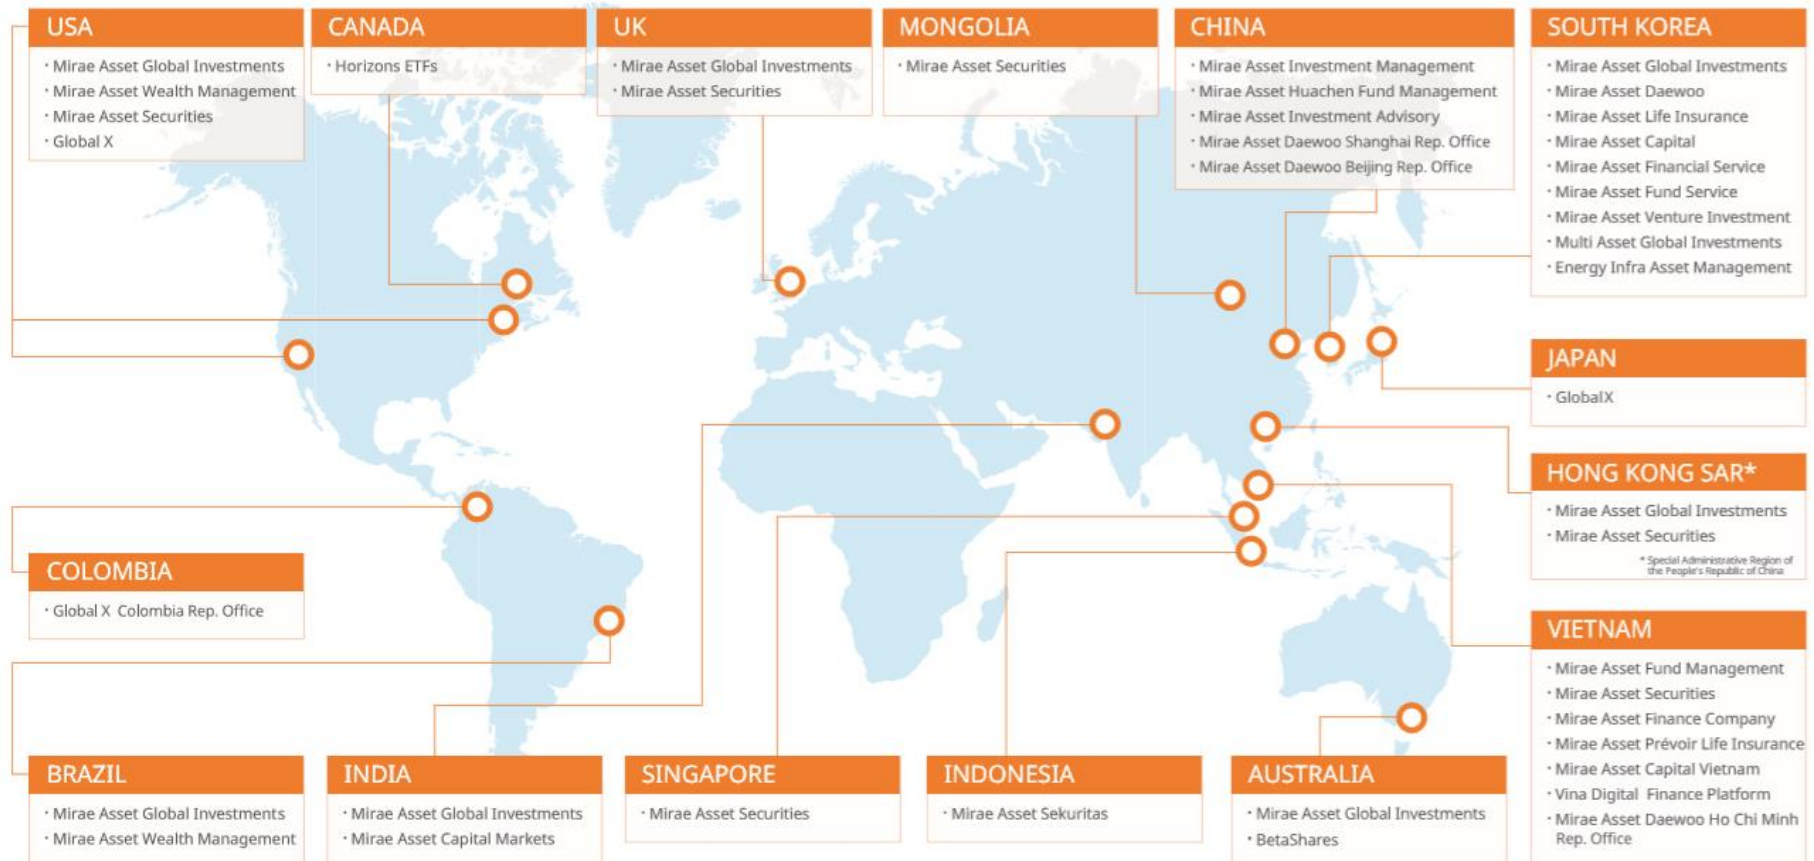 USA
· Mirae Asset Global Investments
· Mirae Asset Wealth Management
· Mirae Asset Securities
· Global X
CANADA
· Horizons ETFs
UK
· Mirae Asset Global Investments
· Mirae Asset Securities
MONGOLIA
· Mirae Asset Securities
CHINA
· Mirae Asset Investment Management
· Mirae Asset Huachen Fund Management
· Mirae Asset Investment Advisory
· Mirae Asset Daewoo Shanghai Rep. Office
· Mirae Asset Daewoo Beijing Rep. Office
SOUTH KOREA
· Mirae Asset Global Investments
· Mirae Asset Daewoo
· Mirae Asset Life Insurance
· Mirae Asset Capital
· Mirae Asset Financial Service
· Mirae Asset Fund Service
· Mirae Asset Venture Investment
· Multi Asset Global Investments
· Energy Infra Asset Management
JAPAN
· GlobalX
HONG KONG SAR*
· Mirae Asset Global Investments
· Mirae Asset Securities
* Special Administrative Region of
the People's Republic of China
COLOMBIA
· Global X Colombia Rep. Office
VIETNAM
· Mirae Asset Fund Management
· Mirae Asset Securities
· Mirae Asset Finance Company
· Mirae Asset Prévoir Life Insurance
· Mirae Asset Capital Vietnam
· Vina Digital Finance Platform
· Mirae Asset Daewoo Ho Chi Minh
Rep. Office
BRAZIL
· Mirae Asset Global Investments
· Mirae Asset Wealth Management
INDIA
· Mirae Asset Global Investments
· Mirae Asset Capital Markets
SINGAPORE
· Mirae Asset Securities
INDONESIA
· Mirae Asset Sekuritas
AUSTRALIA
· Mirae Asset Global Investments
· BetaShares